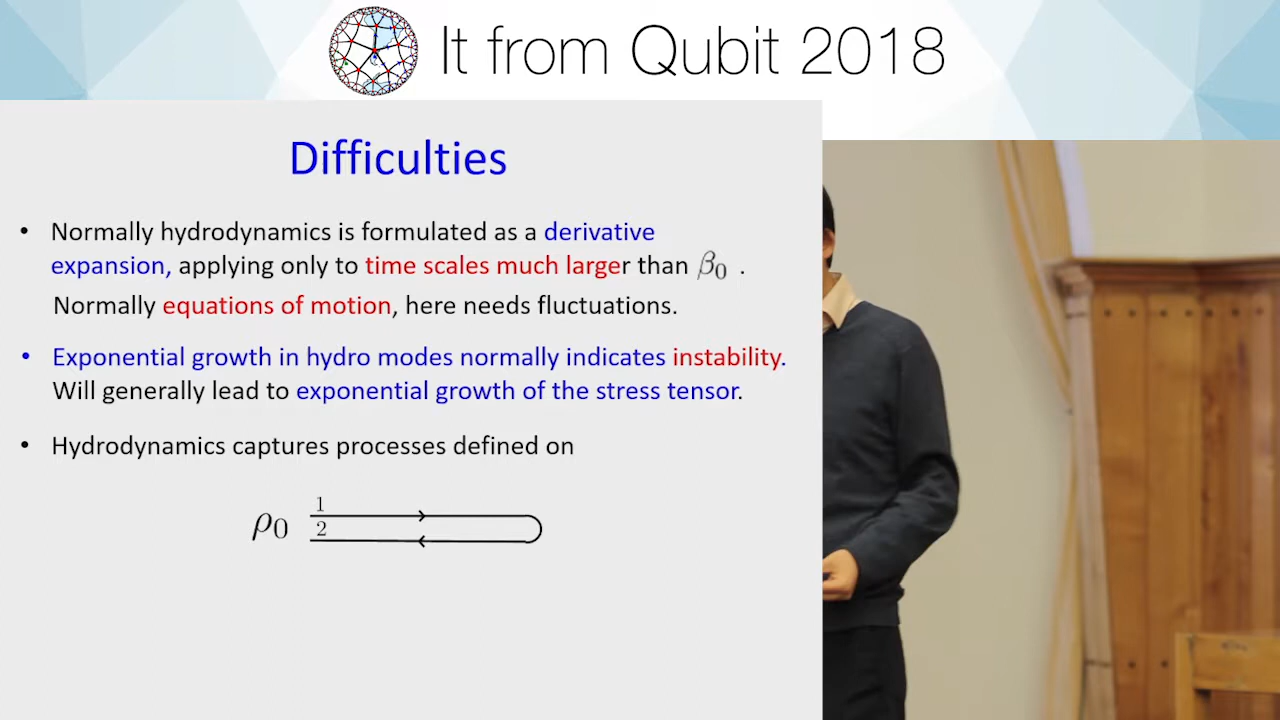 It from Qubit 2018
Difficulties
• Normally hydrodynamics is formulated as a derivative
expansion, applying only to time scales much larger than β₀ .
Normally equations of motion, here needs fluctuations.
• Exponential growth in hydro modes normally indicates instability.
Will generally lead to exponential growth of the stress tensor.
• Hydrodynamics captures processes defined on
1
ρ₀
2